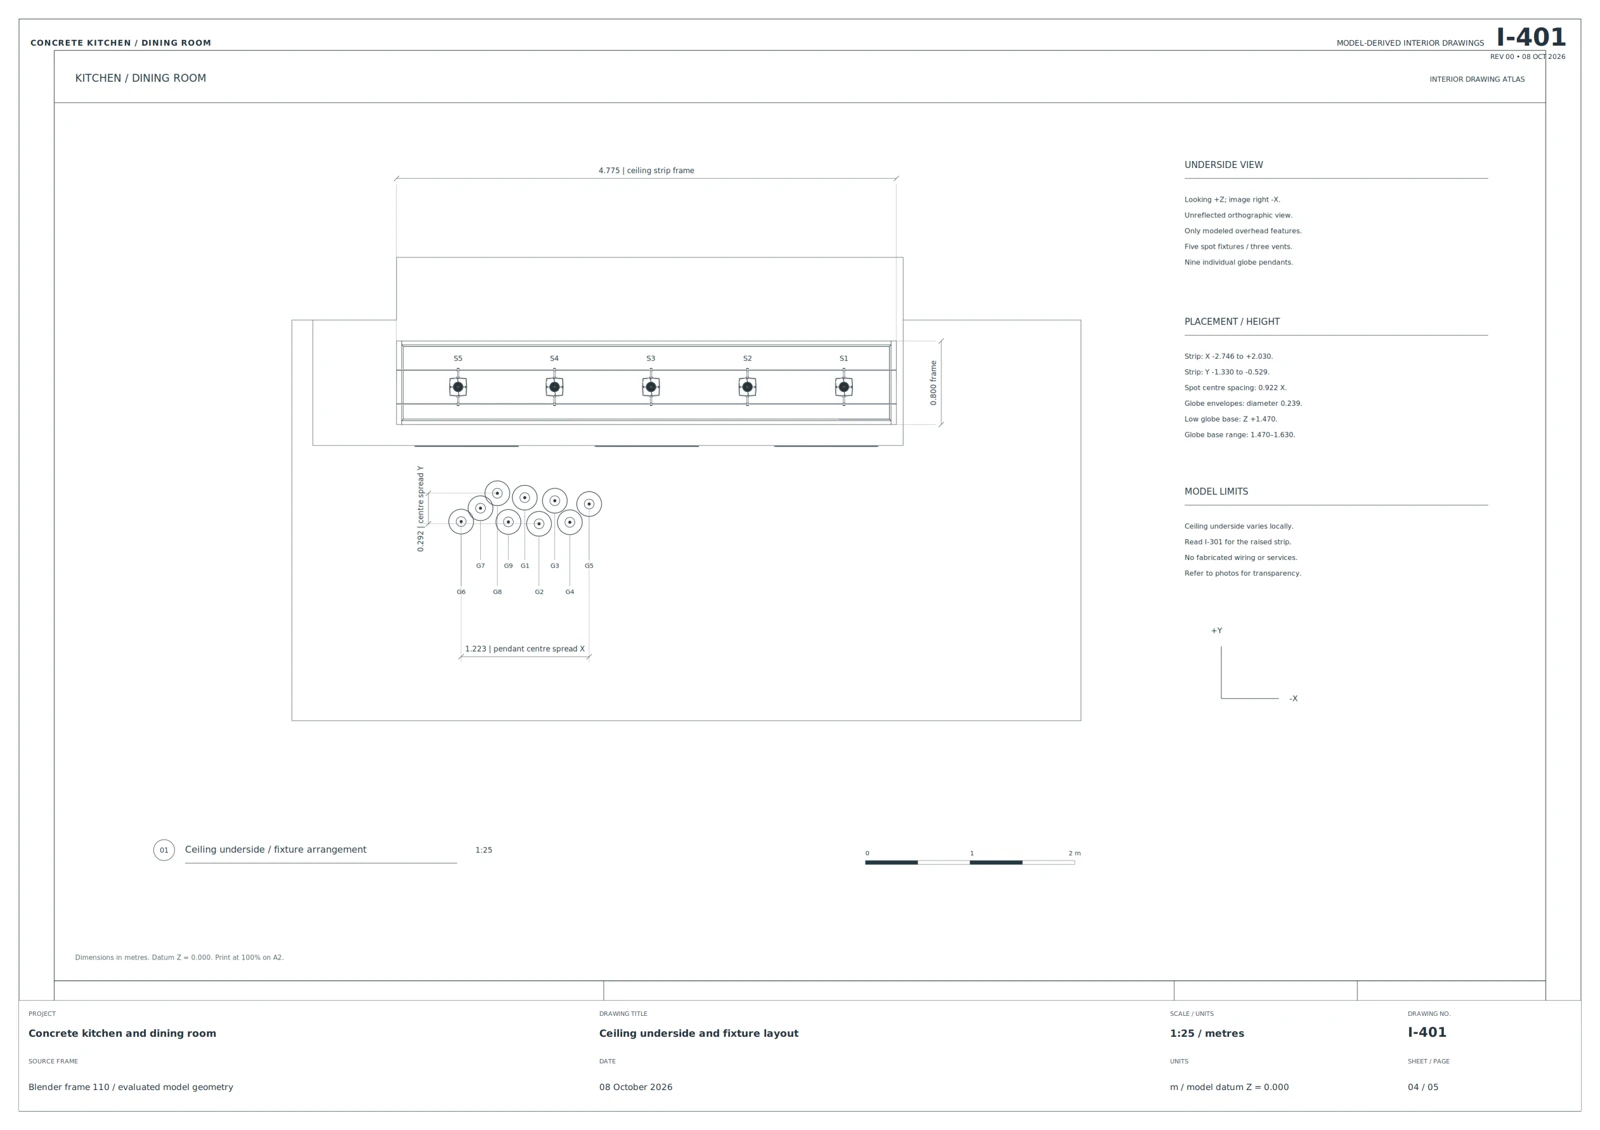 CONCRETE KITCHEN / DINING ROOM
MODEL-DERIVED INTERIOR DRAWINGS I-401
REV 00 • 08 OCT 2026
KITCHEN / DINING ROOM
INTERIOR DRAWING ATLAS
4.775 | ceiling strip frame
S5 S4 S3 S2 S1
0.800 frame
0.292 | centre spread Y
G7 G9 G1 G3 G5
G6 G8 G2 G4
1.223 | pendant centre spread X
UNDERSIDE VIEW
Looking +Z; image right -X.
Unreflected orthographic view.
Only modeled overhead features.
Five spot fixtures / three vents.
Nine individual globe pendants.
PLACEMENT / HEIGHT
Strip: X -2.746 to +2.030.
Strip: Y -1.330 to -0.529.
Spot centre spacing: 0.922 X.
Globe envelopes: diameter 0.239.
Low globe base: Z +1.470.
Globe base range: 1.470–1.630.
MODEL LIMITS
Ceiling underside varies locally.
Read I-301 for the raised strip.
No fabricated wiring or services.
Refer to photos for transparency.
+Y
-X
01 Ceiling underside / fixture arrangement 1:25
0 1 2 m
Dimensions in metres. Datum Z = 0.000. Print at 100% on A2.
PROJECT
Concrete kitchen and dining room
SOURCE FRAME
Blender frame 110 / evaluated model geometry
DRAWING TITLE
Ceiling underside and fixture layout
DATE
08 October 2026
SCALE / UNITS
1:25 / metres
UNITS
m / model datum Z = 0.000
DRAWING NO.
I-401
SHEET / PAGE
04 / 05